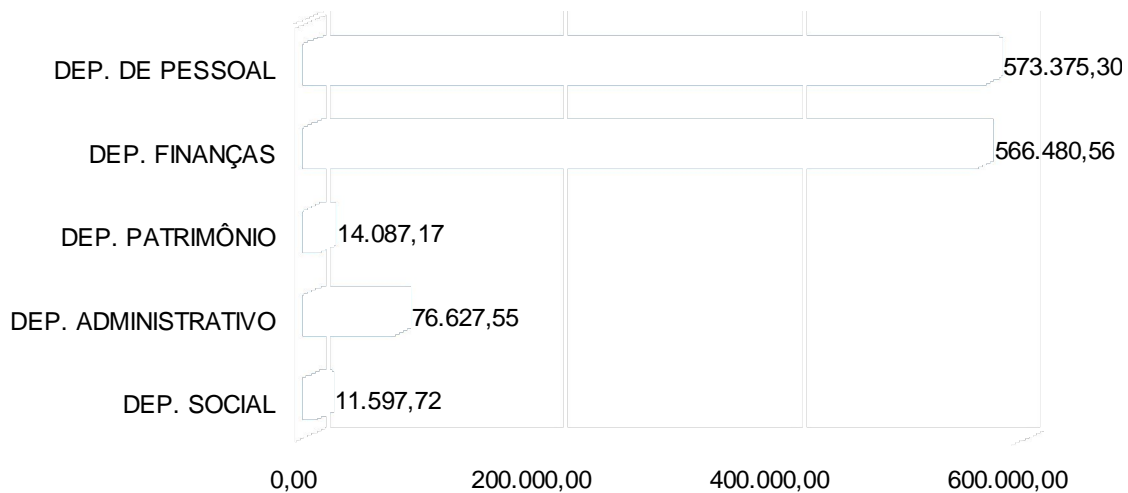 DEP. DE PESSOAL 573.375,30
DEP. FINANÇAS 566.480,56
DEP. PATRIMÔNIO 14.087,17
DEP. ADMINISTRATIVO 76.627,55
DEP. SOCIAL 11.597,72
0,00 200.000,00 400.000,00 600.000,00